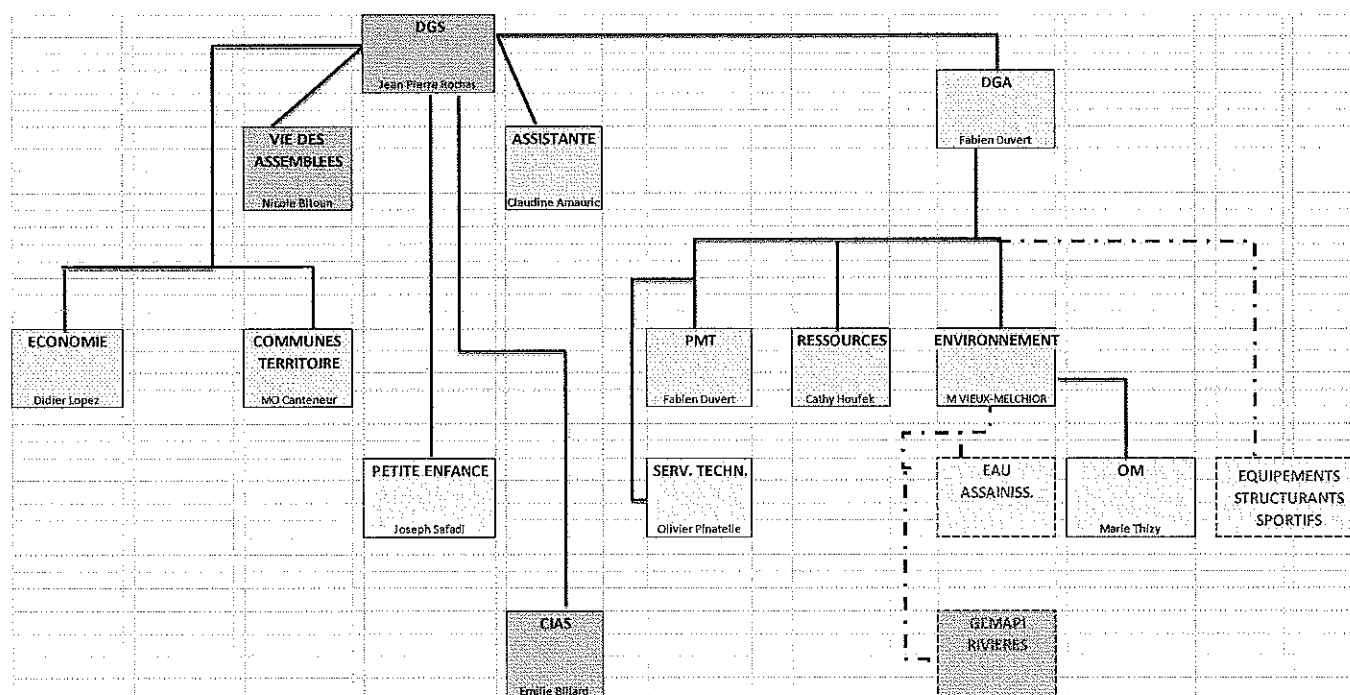 DGS
Jean Pierre Rochas
DGA
Fabien Duvert
VIE DES
ASSEMBLEES
Nicole Bitoun
ASSISTANTE
Claudine Amauric
ECONOMIE
Didier Lopez
COMMUNES
TERRITOIRE
MO Canteneur
PMT
Fabien Duvert
RESSOURCES
Cathy Houfek
ENVIRONNEMENT
M VIEUX-MELCHIOR
PETITE ENFANCE
Joseph Safadi
SERV. TECHN.
Olivier Pinatelle
EAU
ASSAINISS.
OM
Marie Thizy
EQUIPEMENTS
STRUCTURANTS
SPORTIFS
CIAS
Emilie Billard
GEMAPI
RIVIERES